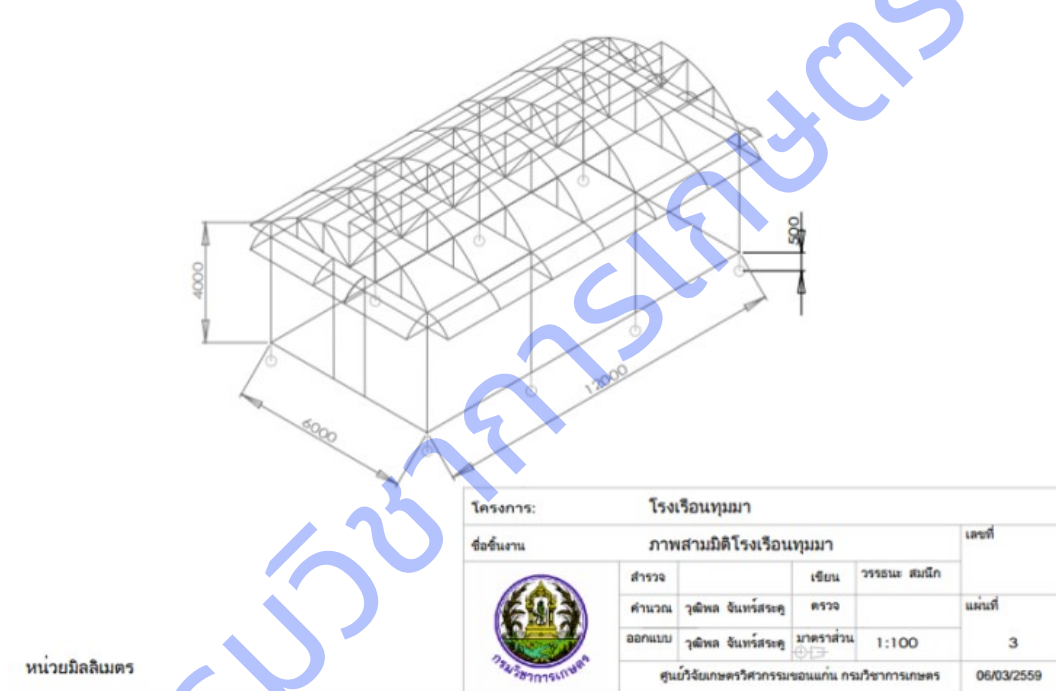 4000
500
12000
6000
โครงการ: โรงเรือนทุมมา
ชื่อชิ้นงาน ภาพสามมิติโรงเรือนทุมมา เลขที่
สำรวจ เขียน วรรธนะ สมนึก
คำนวณ วุฒิพล จันทร์สระคู ตรวจ แผ่นที่
ออกแบบ วุฒิพล จันทร์สระคู มาตราส่วน 1:100 3
กรมวิชาการเกษตร
ศูนย์วิจัยเกษตรวิศวกรรมขอนแก่น กรมวิชาการเกษตร 06/03/2559
หน่วยมิลลิเมตร
กรมวิชาการเกษตร